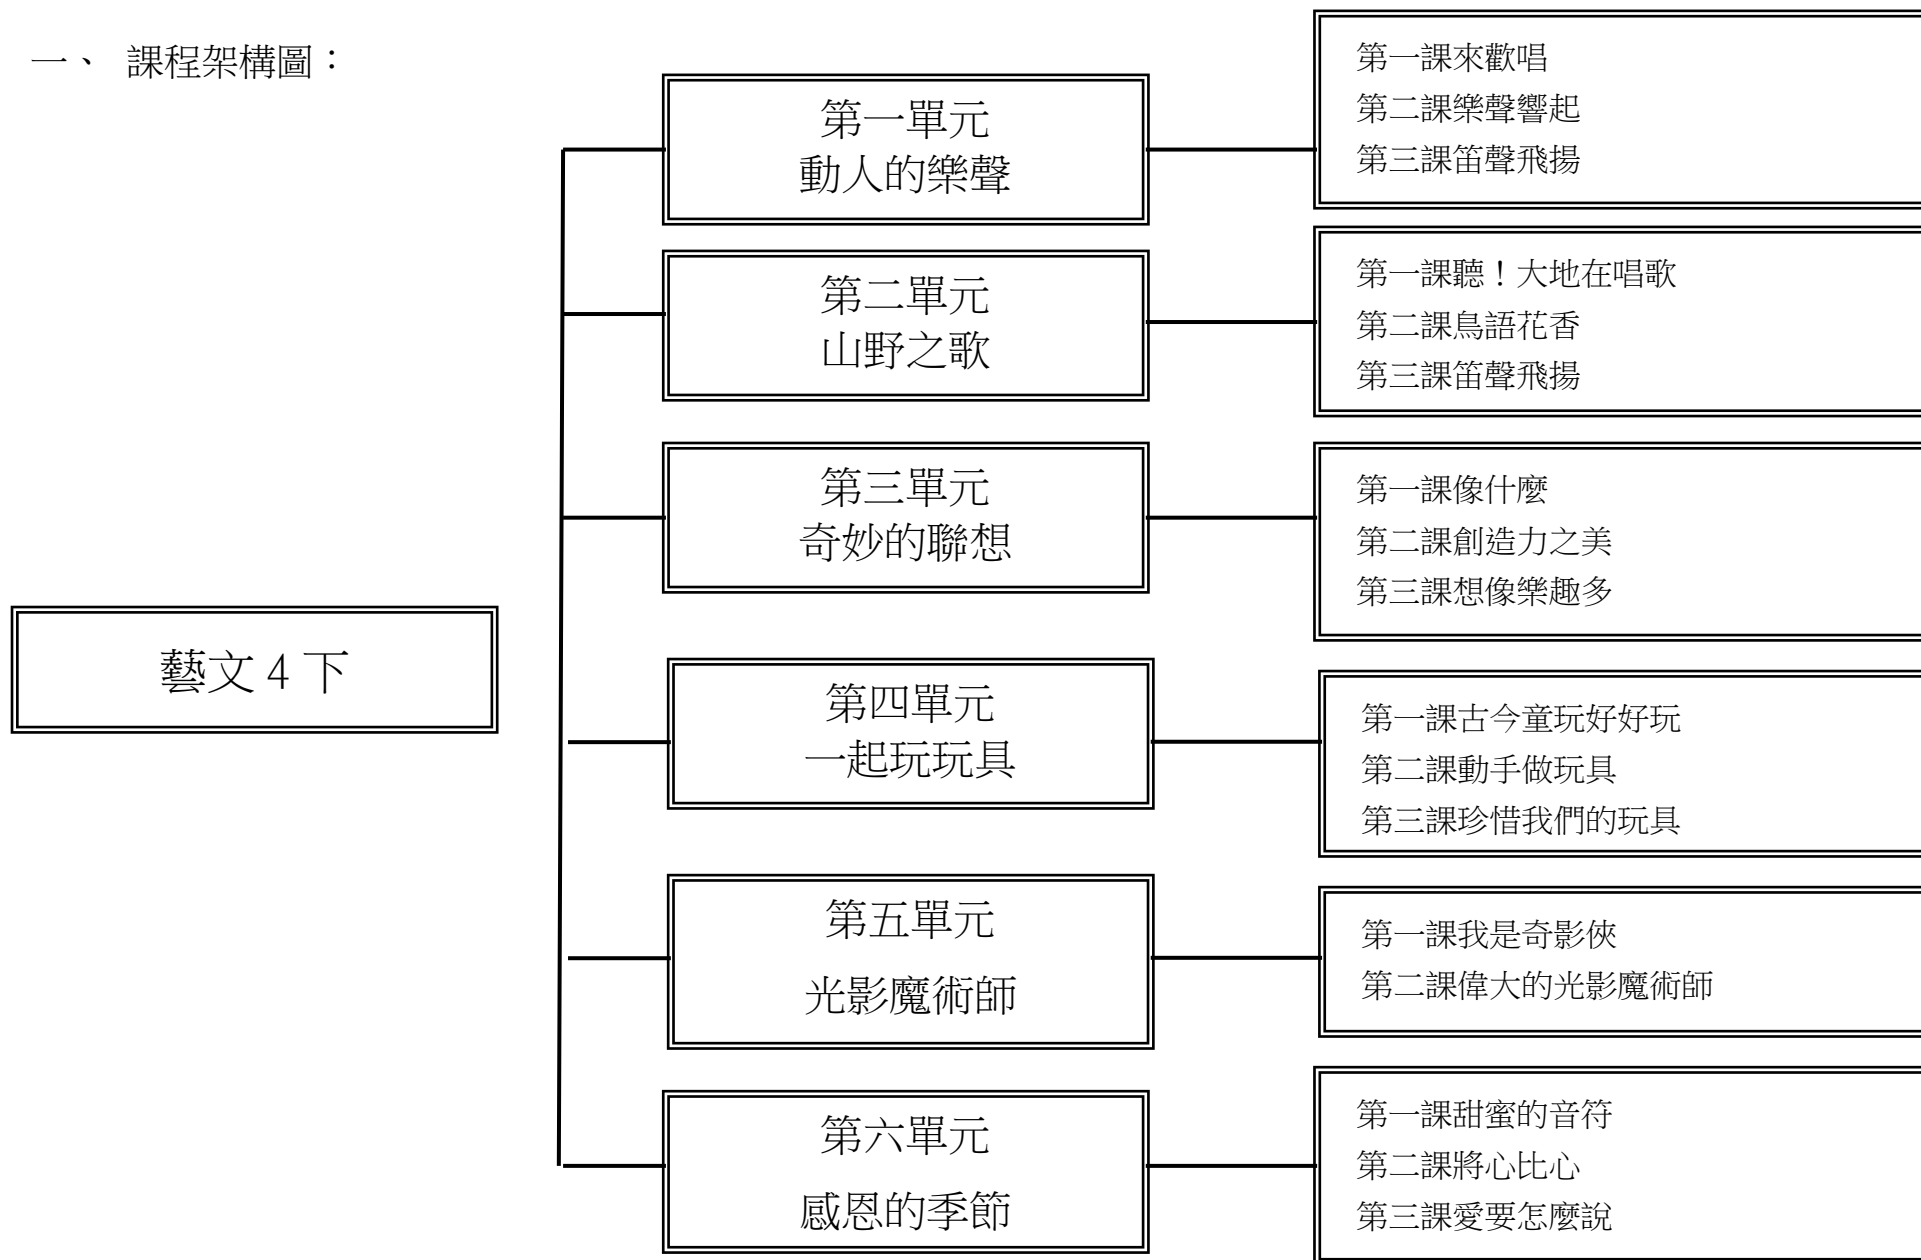 一、 課程架構圖：
藝文4下
第一單元
動人的樂聲
第一課來歡唱
第二課樂聲響起
第三課笛聲飛揚
第二單元
山野之歌
第一課聽！大地在唱歌
第二課鳥語花香
第三課笛聲飛揚
第三單元
奇妙的聯想
第一課像什麼
第二課創造力之美
第三課想像樂趣多
第四單元
一起玩玩具
第一課古今童玩好好玩
第二課動手做玩具
第三課珍惜我們的玩具
第五單元
光影魔術師
第一課我是奇影俠
第二課偉大的光影魔術師
第六單元
感恩的季節
第一課甜蜜的音符
第二課將心比心
第三課愛要怎麼說